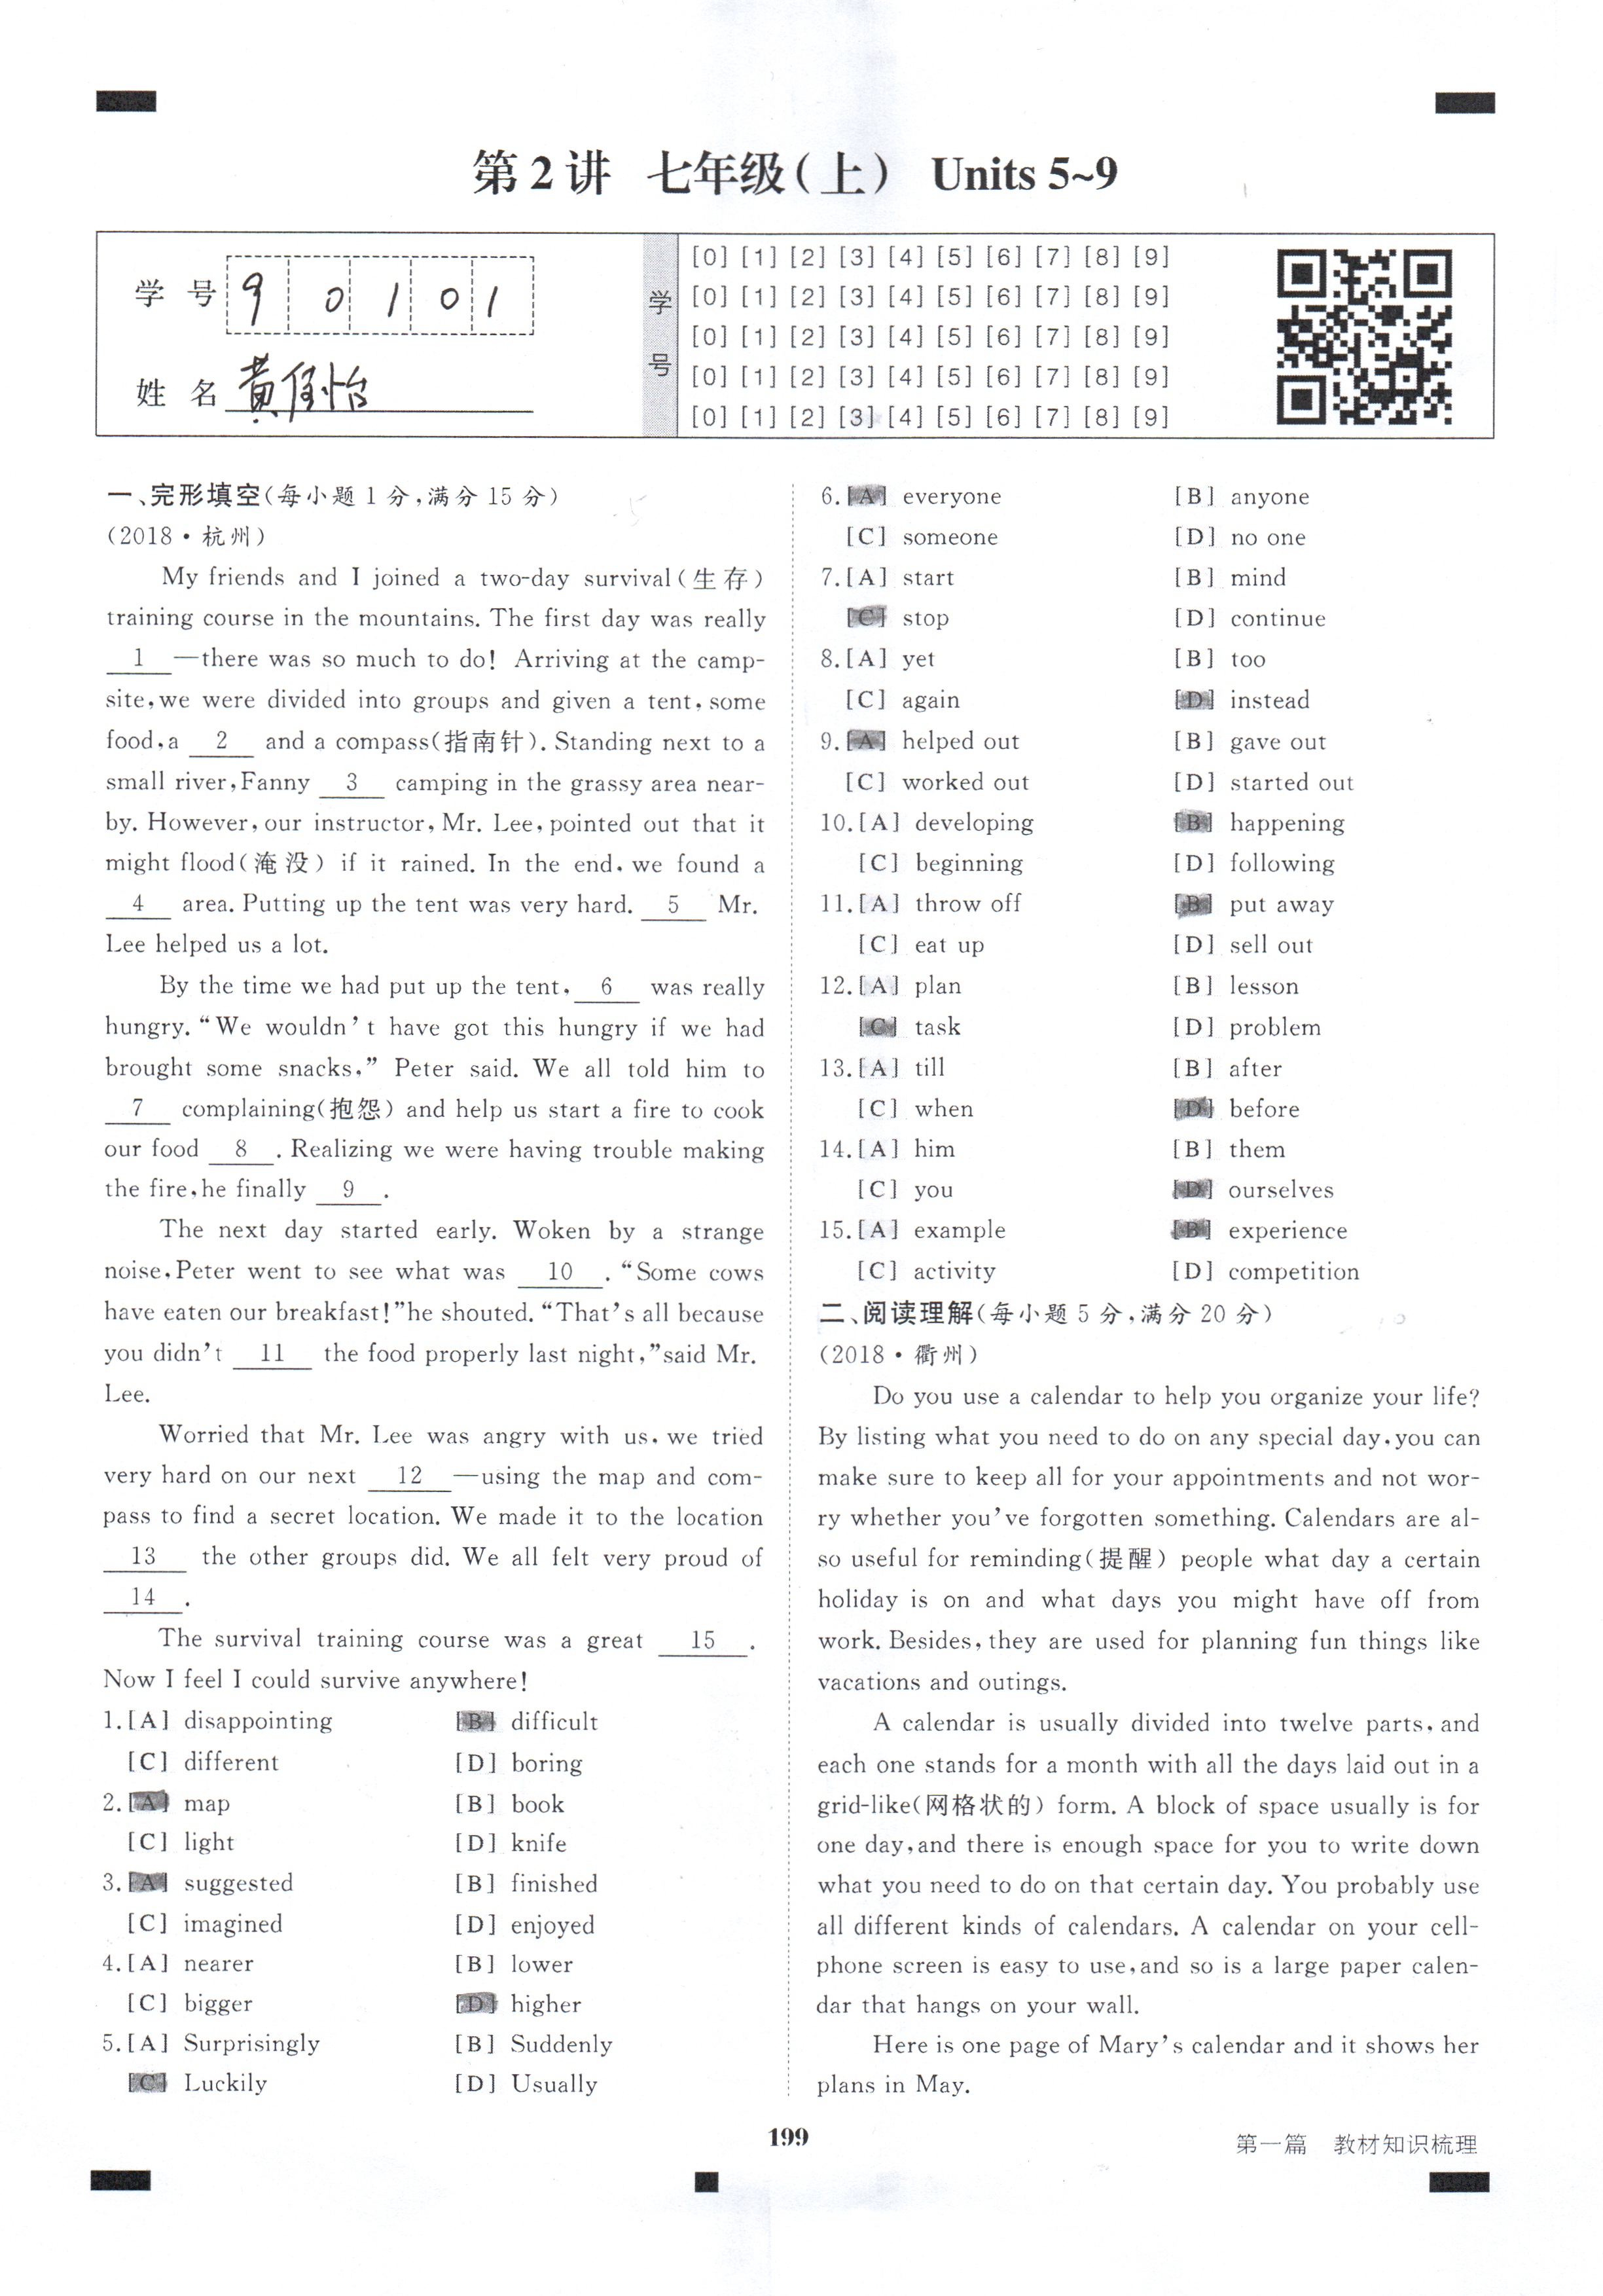 第2讲 七年级(上) Units 5~9
学 号 9 0 1 0 1
姓 名
学号
[0] [1] [2] [3] [4] [5] [6] [7] [8] [9]
[0] [1] [2] [3] [4] [5] [6] [7] [8] [9]
[0] [1] [2] [3] [4] [5] [6] [7] [8] [9]
[0] [1] [2] [3] [4] [5] [6] [7] [8] [9]
[0] [1] [2] [3] [4] [5] [6] [7] [8] [9]
一、完形填空(每小题1分,满分15分)
(2018·杭州)
My friends and I joined a two-day survival(生存)
training course in the mountains. The first day was really
1 —there was so much to do! Arriving at the camp-
site,we were divided into groups and given a tent, some
food,a 2 and a compass(指南针). Standing next to a
small river,Fanny 3 camping in the grassy area near-
by. However, our instructor, Mr. Lee, pointed out that it
might flood(淹没) if it rained. In the end, we found a
4 area. Putting up the tent was very hard. 5 Mr.
Lee helped us a lot.
By the time we had put up the tent, 6 was really
hungry. “We wouldn’t have got this hungry if we had
brought some snacks,” Peter said. We all told him to
7 complaining(抱怨) and help us start a fire to cook
our food 8 . Realizing we were having trouble making
the fire,he finally 9 .
The next day started early. Woken by a strange
noise,Peter went to see what was 10 . “Some cows
have eaten our breakfast!”he shouted. “That’s all because
you didn’t 11 the food properly last night,”said Mr.
Lee.
Worried that Mr. Lee was angry with us, we tried
very hard on our next 12 —using the map and com-
pass to find a secret location. We made it to the location
13 the other groups did. We all felt very proud of
14 .
The survival training course was a great 15 .
Now I feel I could survive anywhere!
1.[A] disappointing [B] difficult
[C] different [D] boring
2.[A] map [B] book
[C] light [D] knife
3.[A] suggested [B] finished
[C] imagined [D] enjoyed
4.[A] nearer [B] lower
[C] bigger [D] higher
5.[A] Surprisingly [B] Suddenly
[C] Luckily [D] Usually
6.[A] everyone [B] anyone
[C] someone [D] no one
7.[A] start [B] mind
[C] stop [D] continue
8.[A] yet [B] too
[C] again [D] instead
9.[A] helped out [B] gave out
[C] worked out [D] started out
10.[A] developing [B] happening
[C] beginning [D] following
11.[A] throw off [B] put away
[C] eat up [D] sell out
12.[A] plan [B] lesson
[C] task [D] problem
13.[A] till [B] after
[C] when [D] before
14.[A] him [B] them
[C] you [D] ourselves
15.[A] example [B] experience
[C] activity [D] competition
二、阅读理解(每小题5分,满分20分)
(2018·衢州)
Do you use a calendar to help you organize your life?
By listing what you need to do on any special day, you can
make sure to keep all for your appointments and not wor-
ry whether you’ve forgotten something. Calendars are al-
so useful for reminding(提醒) people what day a certain
holiday is on and what days you might have off from
work. Besides, they are used for planning fun things like
vacations and outings.
A calendar is usually divided into twelve parts, and
each one stands for a month with all the days laid out in a
grid-like(网格状的) form. A block of space usually is for
one day,and there is enough space for you to write down
what you need to do on that certain day. You probably use
all different kinds of calendars. A calendar on your cell-
phone screen is easy to use,and so is a large paper calen-
dar that hangs on your wall.
Here is one page of Mary’s calendar and it shows her
plans in May.
199
第一篇 教材知识梳理